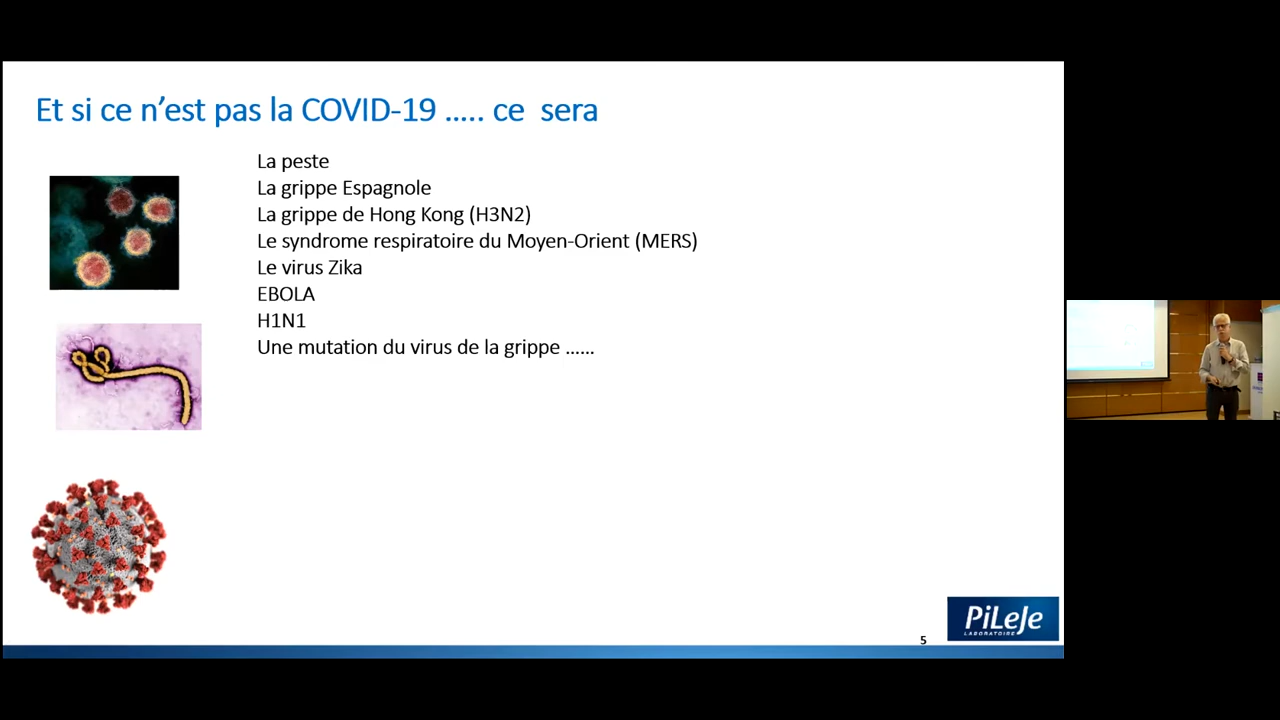 Et si ce n’est pas la COVID-19 ….. ce  sera
La peste
La grippe Espagnole
La grippe de Hong Kong (H3N2)
Le syndrome respiratoire du Moyen-Orient (MERS)
Le virus Zika
EBOLA
H1N1
Une mutation du virus de la grippe ……
PiLeJe
LABORATOIRE
5